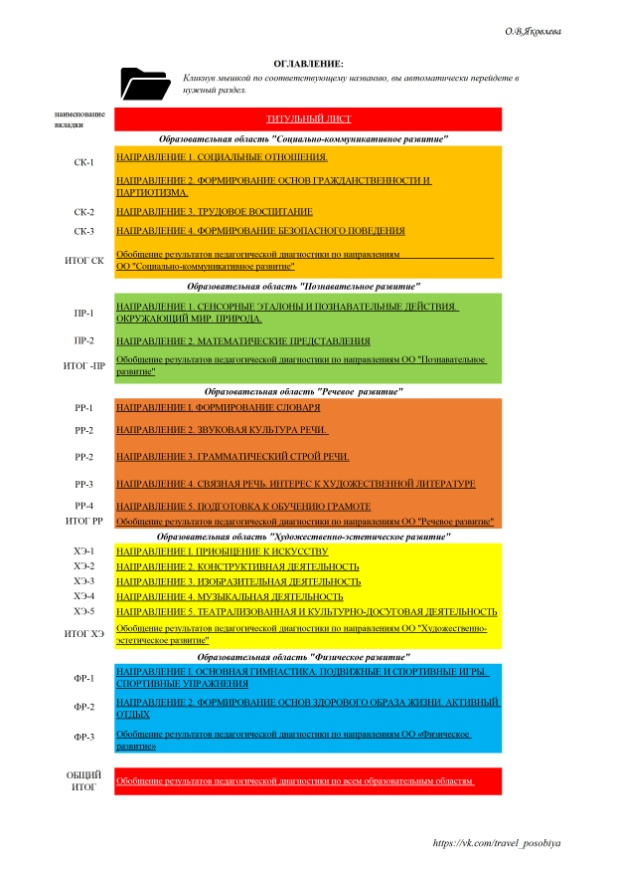 О.В.Яковлева
ОГЛАВЛЕНИЕ:
Кликнув мышкой по соответствующему названию, вы автоматически перейдете в
нужный раздел.
наименование
вкладки
ТИТУЛЬНЫЙ ЛИСТ
Образовательная область "Социально-коммуникативное развитие"
СК-1
НАПРАВЛЕНИЕ 1. СОЦИАЛЬНЫЕ ОТНОШЕНИЯ.
НАПРАВЛЕНИЕ 2. ФОРМИРОВАНИЕ ОСНОВ ГРАЖДАНСТВЕННОСТИ И
ПАРТИОТИЗМА.
СК-2
НАПРАВЛЕНИЕ 3. ТРУДОВОЕ ВОСПИТАНИЕ
СК-3
НАПРАВЛЕНИЕ 4. ФОРМИРОВАНИЕ БЕЗОПАСНОГО ПОВЕДЕНИЯ
ИТОГ СК
Обобщение результатов педагогической диагностики по направлениям
ОО "Социально-коммуникативное развитие"
Образовательная область "Познавательное развитие"
ПР-1
НАПРАВЛЕНИЕ 1. СЕНСОРНЫЕ ЭТАЛОНЫ И ПОЗНАВАТЕЛЬНЫЕ ДЕЙСТВИЯ.
ОКРУЖАЮЩИЙ МИР. ПРИРОДА.
ПР-2
НАПРАВЛЕНИЕ 2. МАТЕМАТИЧЕСКИЕ ПРЕДСТАВЛЕНИЯ
ИТОГ -ПР
Обобщение результатов педагогической диагностики по направлениям ОО "Познавательное
развитие"
Образовательная область "Речевое развитие"
РР-1
НАПРАВЛЕНИЕ I. ФОРМИРОВАНИЕ СЛОВАРЯ
РР-2
НАПРАВЛЕНИЕ 2. ЗВУКОВАЯ КУЛЬТУРА РЕЧИ.
РР-2
НАПРАВЛЕНИЕ 3. ГРАММАТИЧЕСКИЙ СТРОЙ РЕЧИ.
РР-3
НАПРАВЛЕНИЕ 4. СВЯЗНАЯ РЕЧЬ. ИНТЕРЕС К ХУДОЖЕСТВЕННОЙ ЛИТЕРАТУРЕ
РР-4
НАПРАВЛЕНИЕ 5. ПОДГОТОВКА К ОБУЧЕНИЮ ГРАМОТЕ
ИТОГ РР
Обобщение результатов педагогической диагностики по направлениям ОО "Речевое развитие"
Образовательная область "Художественно-эстетическое развитие"
ХЭ-1
НАПРАВЛЕНИЕ I. ПРИОБЩЕНИЕ К ИСКУССТВУ
ХЭ-2
НАПРАВЛЕНИЕ 2. КОНСТРУКТИВНАЯ ДЕЯТЕЛЬНОСТЬ
ХЭ-3
НАПРАВЛЕНИЕ 3. ИЗОБРАЗИТЕЛЬНАЯ ДЕЯТЕЛЬНОСТЬ
ХЭ-4
НАПРАВЛЕНИЕ 4. МУЗЫКАЛЬНАЯ ДЕЯТЕЛЬНОСТЬ
ХЭ-5
НАПРАВЛЕНИЕ 5. ТЕАТРАЛИЗОВАННАЯ И КУЛЬТУРНО-ДОСУГОВАЯ ДЕЯТЕЛЬНОСТЬ
ИТОГ ХЭ
Обобщение результатов педагогической диагностики по направлениям ОО "Художественно-
эстетическое развитие"
Образовательная область "Физическое развитие"
ФР-1
НАПРАВЛЕНИЕ I. ОСНОВНАЯ ГИМНАСТИКА. ПОДВИЖНЫЕ И СПОРТИВНЫЕ ИГРЫ.
СПОРТИВНЫЕ УПРАЖНЕНИЯ
ФР-2
НАПРАВЛЕНИЕ 2. ФОРМИРОВАНИЕ ОСНОВ ЗДОРОВОГО ОБРАЗА ЖИЗНИ. АКТИВНЫЙ
ОТДЫХ
ФР-3
Обобщение результатов педагогической диагностики по направлениям ОО «Физическое
развитие»
ОБЩИЙ
ИТОГ
Обобщение результатов педагогической диагностики по всем образовательным областям
https://vk.com/travel_posobiya